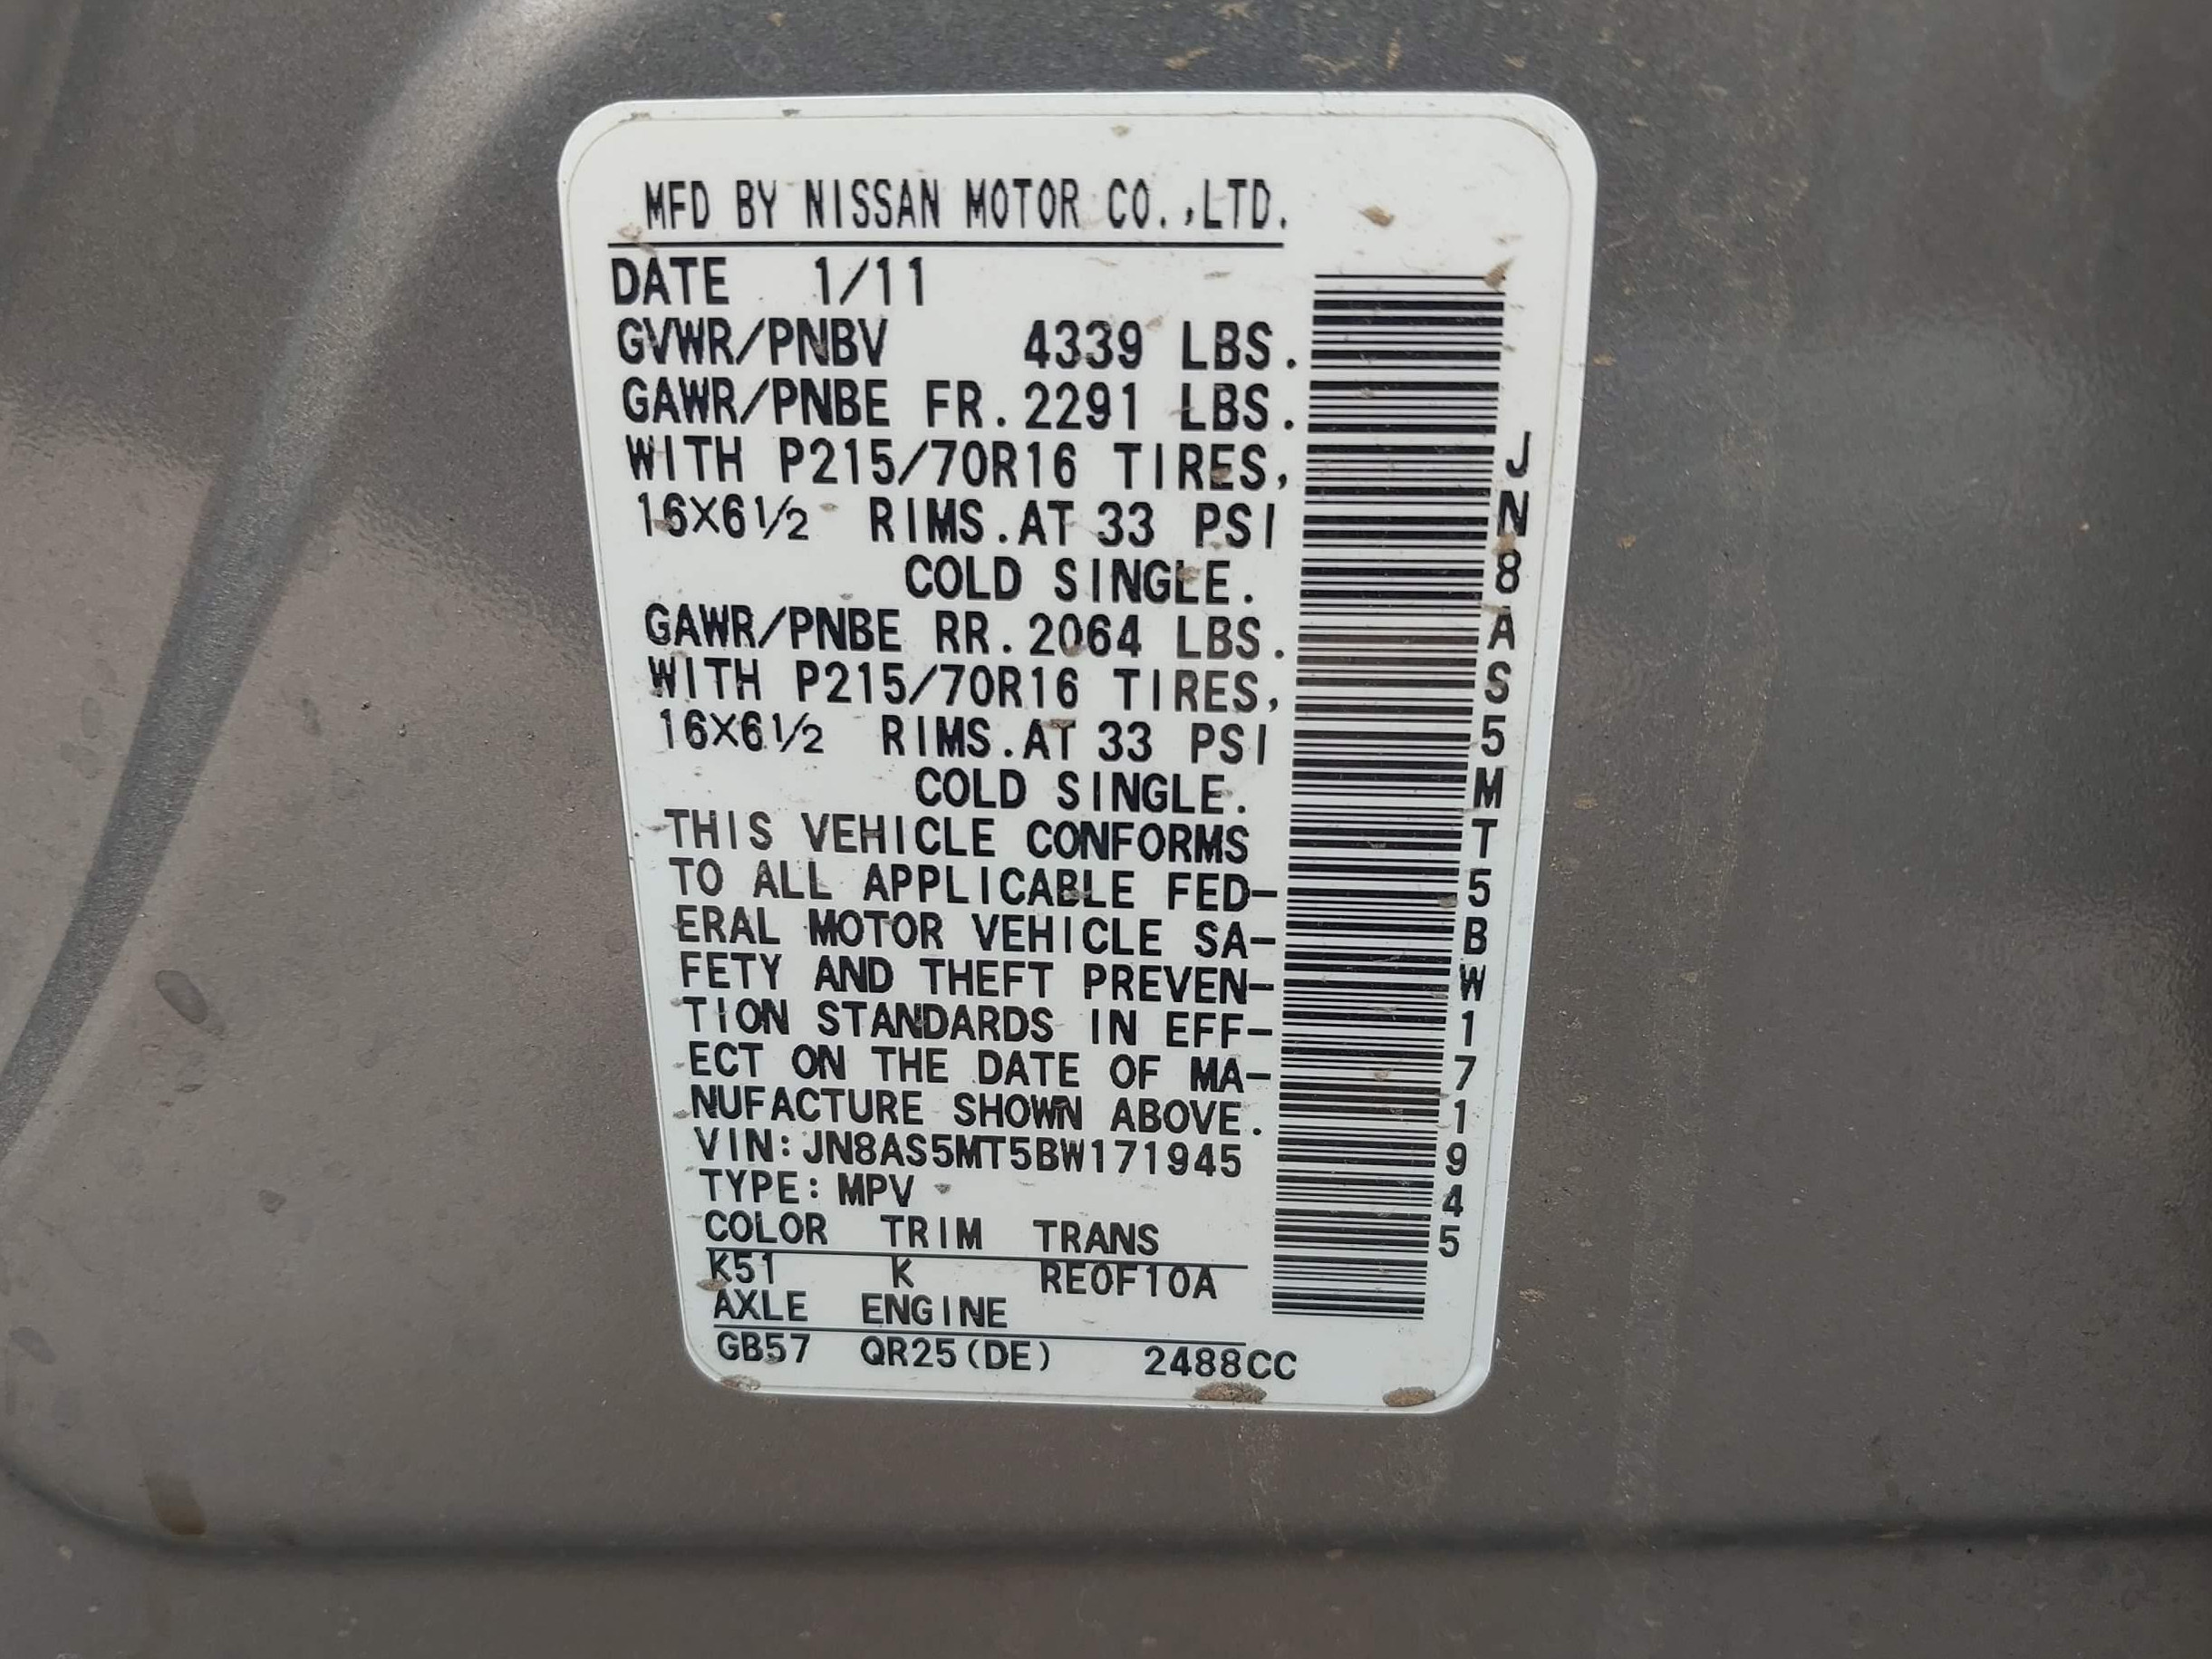 MFD BY NISSAN MOTOR CO.,LTD.
DATE 1/11
GVWR/PNBV 4339 LBS.
GAWR/PNBE FR.2291 LBS.
WITH P215/70R16 TIRES,
16X6½ RIMS.AT 33 PSI
COLD SINGLE.
GAWR/PNBE RR.2064 LBS.
WITH P215/70R16 TIRES,
16X6½ RIMS.AT 33 PSI
COLD SINGLE.
THIS VEHICLE CONFORMS
TO ALL APPLICABLE FED-
ERAL MOTOR VEHICLE SA-
FETY AND THEFT PREVEN-
TION STANDARDS IN EFF-
ECT ON THE DATE OF MA-
NUFACTURE SHOWN ABOVE.
VIN:JN8AS5MT5BW171945
TYPE:MPV
COLOR TRIM TRANS
K51 K RE0F10A
AXLE ENGINE
GB57 QR25(DE) 2488CC
JN8AS5MT5BW171945